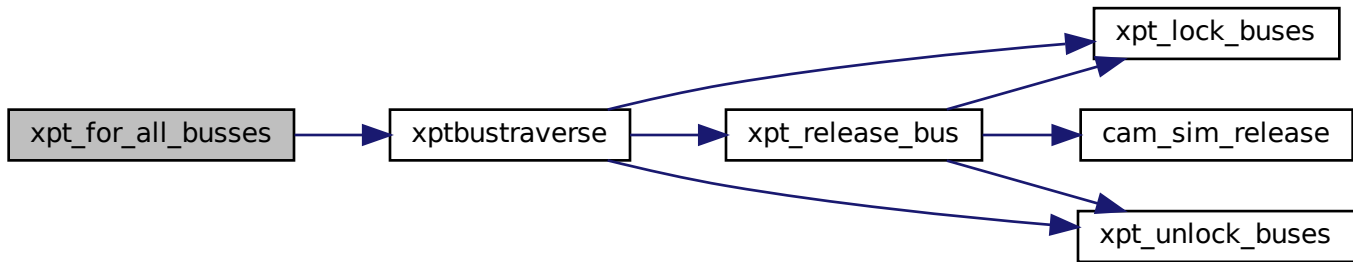 xpt_lock_buses
xpt_for_all_busses
xptbustraverse
xpt_release_bus
cam_sim_release
xpt_unlock_buses